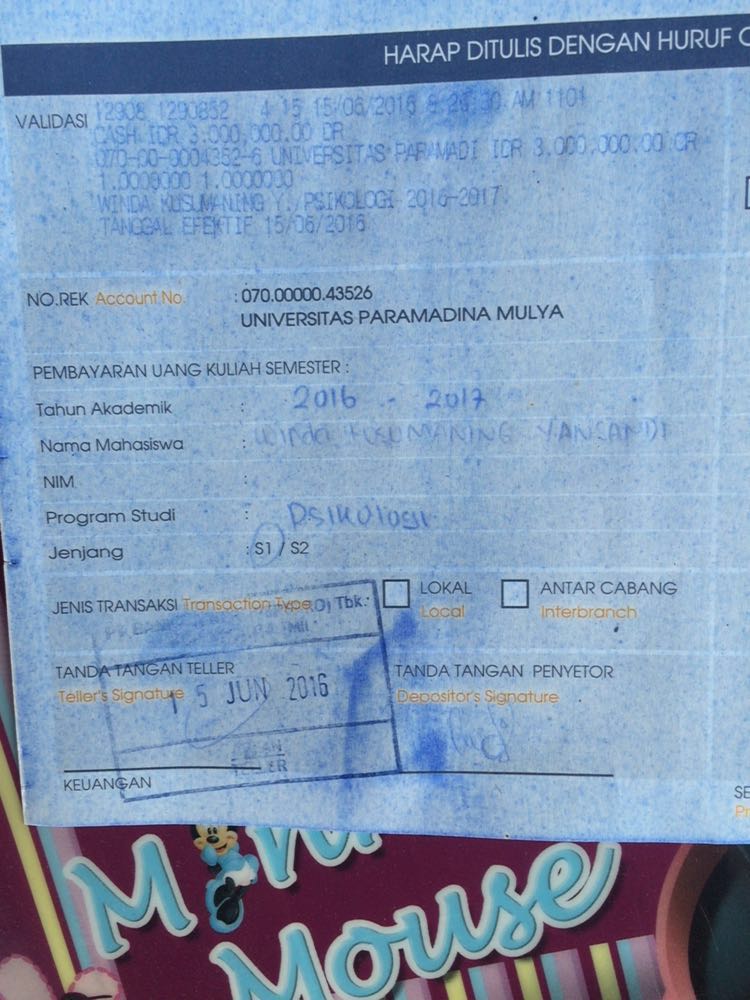 HARAP DITULIS DENGAN HURUF C
VALIDASI
12908 1290852 4 15 15/06/2016 8:26:30 AM 1101
CASH IDR 3.000,000.00 DR
070-00-0004352-6 UNIVERSITAS PARAMADI IDR 3.000,000.00 CR
1.0000000 1.0000000
WINDA KUSUMANING Y./PSIKOLOGI 2016-2017
TANGGAL EFEKTIF 15/06/2016
NO.REK Account No. : 070.00000.43526
UNIVERSITAS PARAMADINA MULYA
PEMBAYARAN UANG KULIAH SEMESTER :
Tahun Akademik : 2016 - 2017
Nama Mahasiswa : WINDA KUSUMANING
NIM :
Program Studi : PSIKOLOGI
Jenjang : S1 / S2
JENIS TRANSAKSI Transaction Type
Tbk.
LOKAL
Local
ANTAR CABANG
Interbranch
TANDA TANGAN TELLER
Teller's Signature
15 JUN 2016
TANDA TANGAN PENYETOR
Depositor's Signature
TELLER
KEUANGAN
SE
Pr
Minni
Mouse